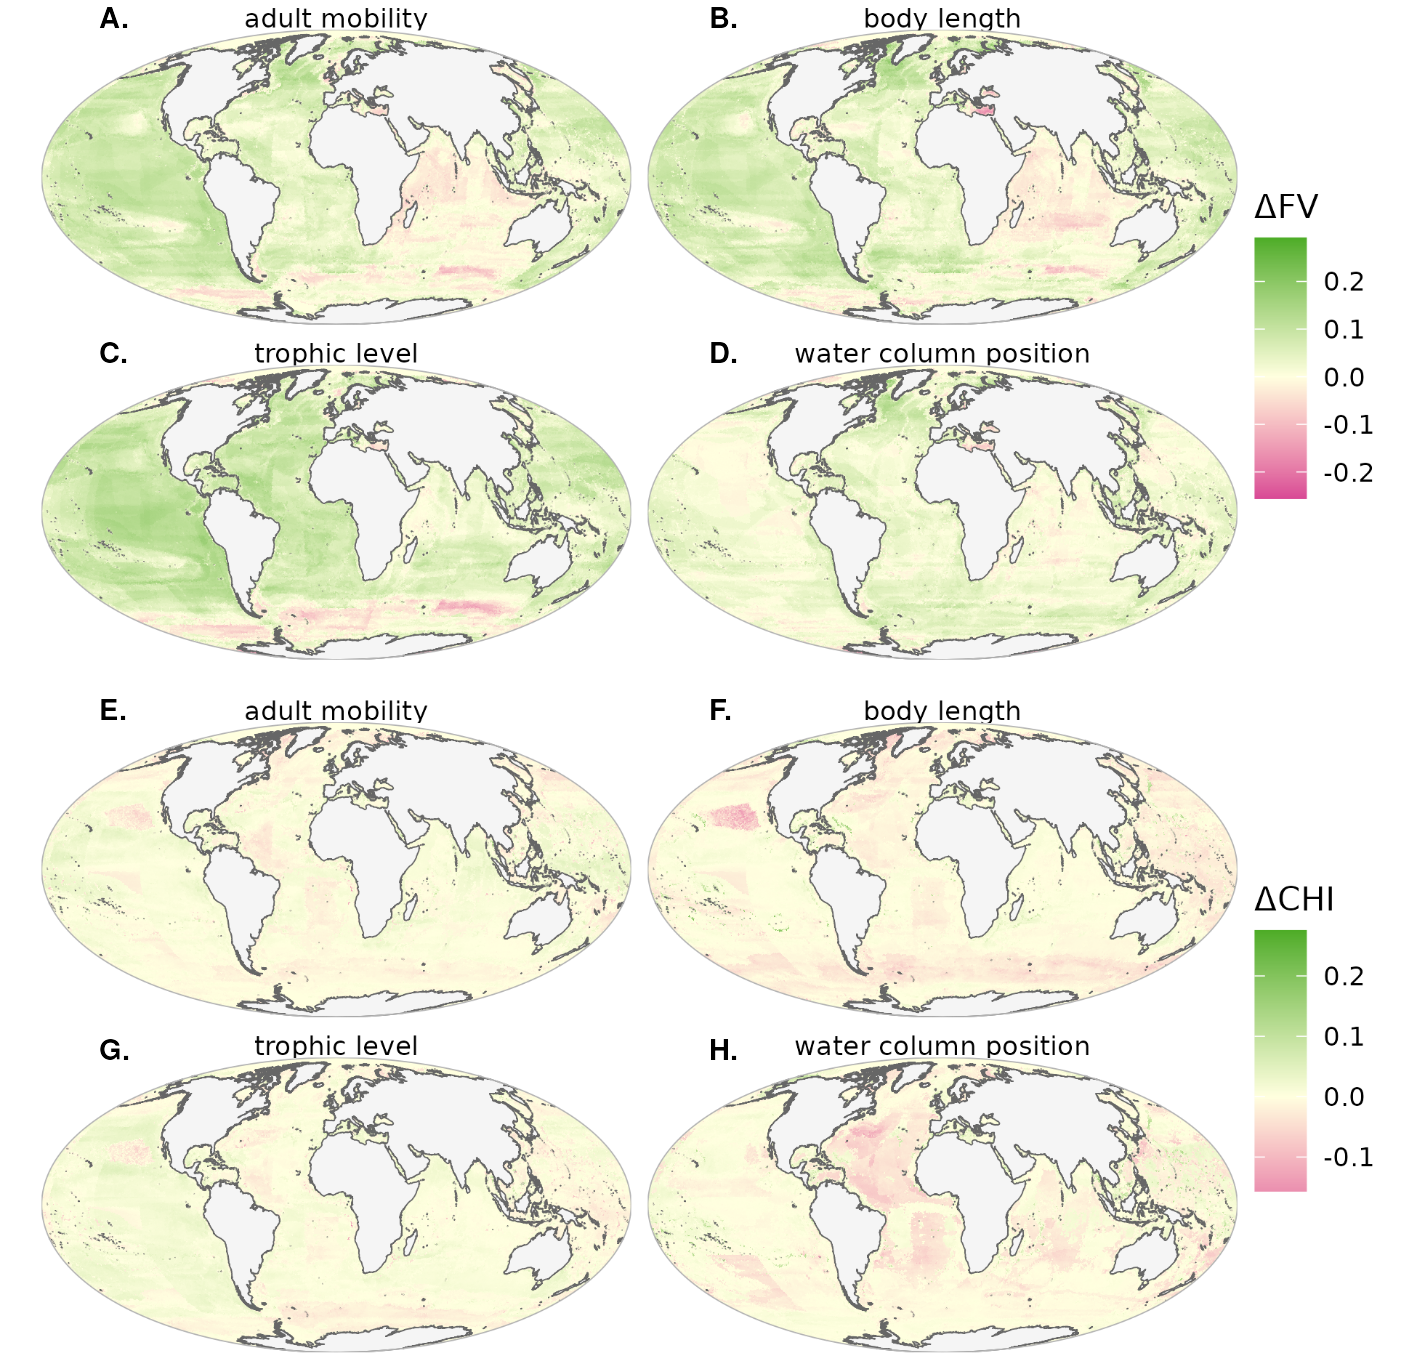 A. adult mobility
B. body length
C. trophic level
D. water column position
ΔFV
0.2
0.1
0.0
-0.1
-0.2
E. adult mobility
F. body length
G. trophic level
H. water column position
ΔCHI
0.2
0.1
0.0
-0.1